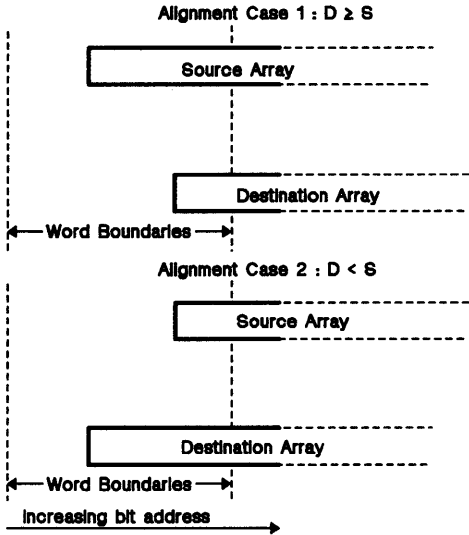 Alignment Case 1 : D ≥ S
Source Array
Destination Array
Word Boundaries
Alignment Case 2 : D < S
Source Array
Destination Array
Word Boundaries
Increasing bit address